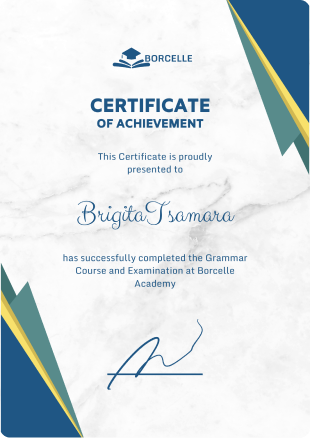 BORCELLE
CERTIFICATE
OF ACHIEVEMENT
This Certificate is proudly
presented to
Brigita Tsamara
has successfully completed the Grammar
Course and Examination at Borcelle
Academy